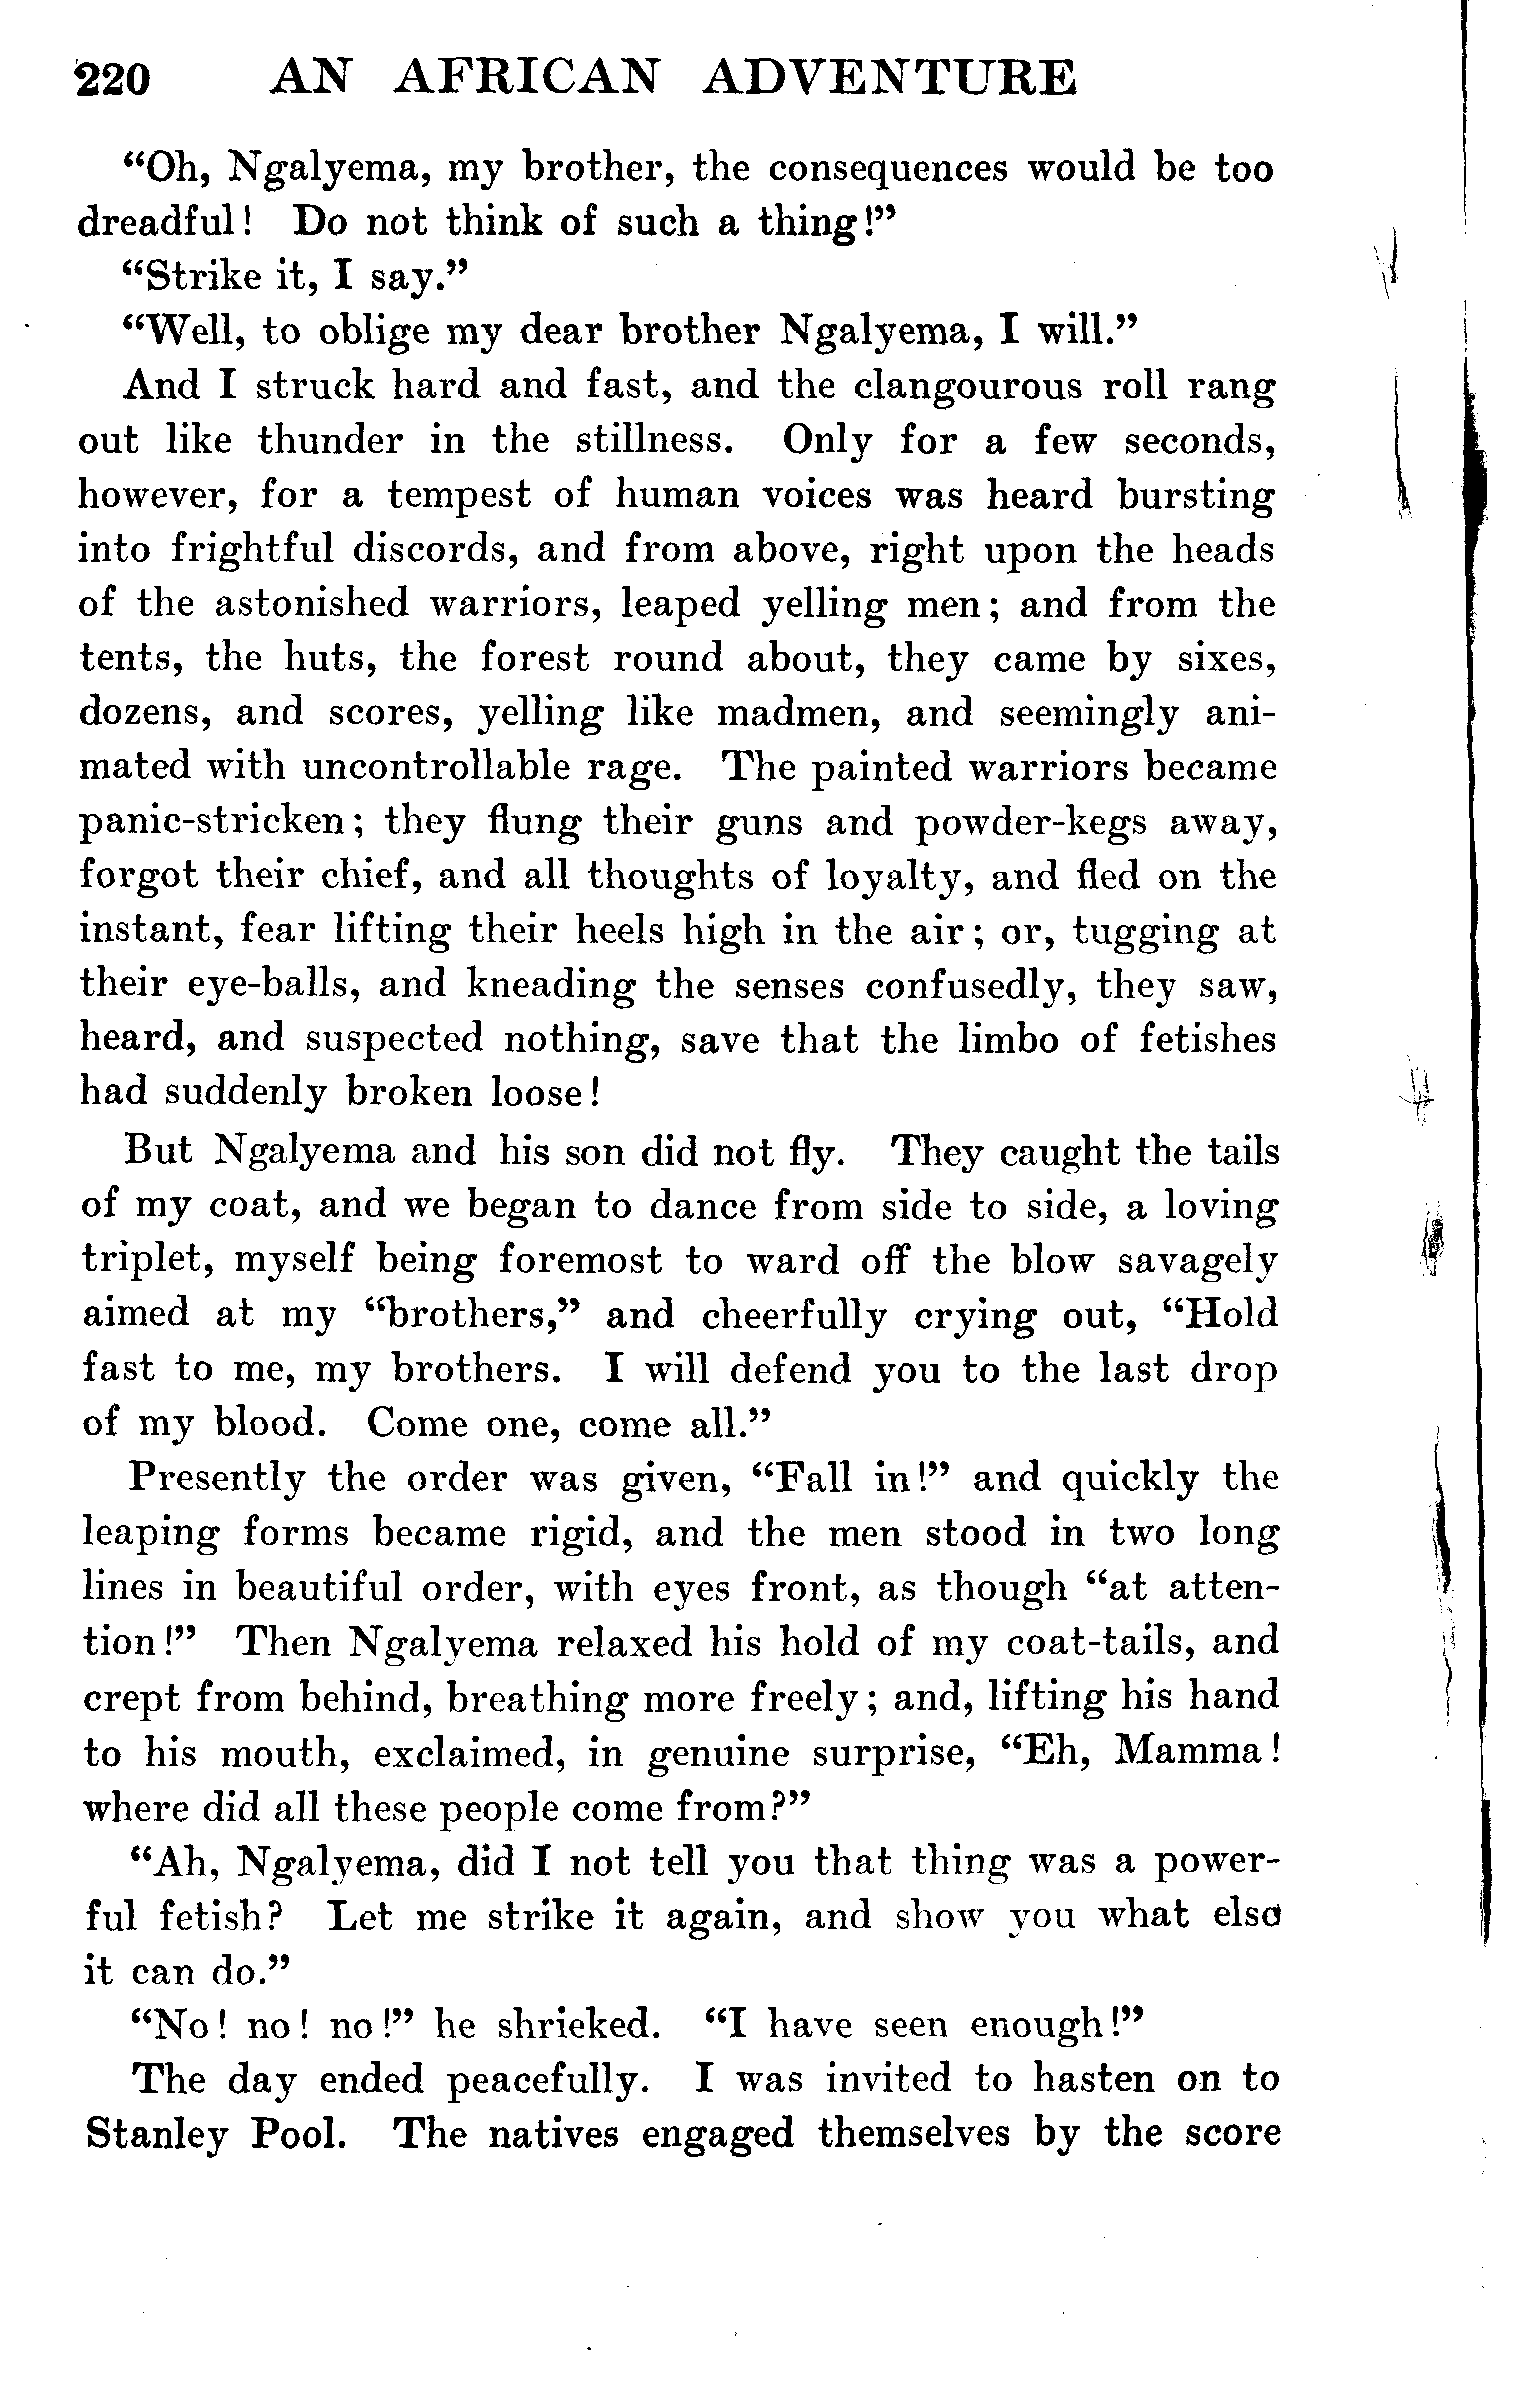 220 AN AFRICAN ADVENTURE
“Oh, Ngalyema, my brother, the consequences would be too
dreadful! Do not think of such a thing!”
“Strike it, I say.”
“Well, to oblige my dear brother Ngalyema, I will.”
And I struck hard and fast, and the clangourous roll rang
out like thunder in the stillness. Only for a few seconds,
however, for a tempest of human voices was heard bursting
into frightful discords, and from above, right upon the heads
of the astonished warriors, leaped yelling men; and from the
tents, the huts, the forest round about, they came by sixes,
dozens, and scores, yelling like madmen, and seemingly ani-
mated with uncontrollable rage. The painted warriors became
panic-stricken; they flung their guns and powder-kegs away,
forgot their chief, and all thoughts of loyalty, and fled on the
instant, fear lifting their heels high in the air; or, tugging at
their eye-balls, and kneading the senses confusedly, they saw,
heard, and suspected nothing, save that the limbo of fetishes
had suddenly broken loose!
But Ngalyema and his son did not fly. They caught the tails
of my coat, and we began to dance from side to side, a loving
triplet, myself being foremost to ward off the blow savagely
aimed at my “brothers,” and cheerfully crying out, “Hold
fast to me, my brothers. I will defend you to the last drop
of my blood. Come one, come all.”
Presently the order was given, “Fall in!” and quickly the
leaping forms became rigid, and the men stood in two long
lines in beautiful order, with eyes front, as though “at atten-
tion!” Then Ngalyema relaxed his hold of my coat-tails, and
crept from behind, breathing more freely; and, lifting his hand
to his mouth, exclaimed, in genuine surprise, “Eh, Mamma!
where did all these people come from?”
“Ah, Ngalyema, did I not tell you that thing was a power-
ful fetish? Let me strike it again, and show you what else
it can do.”
“No! no! no!” he shrieked. “I have seen enough!”
The day ended peacefully. I was invited to hasten on to
Stanley Pool. The natives engaged themselves by the score